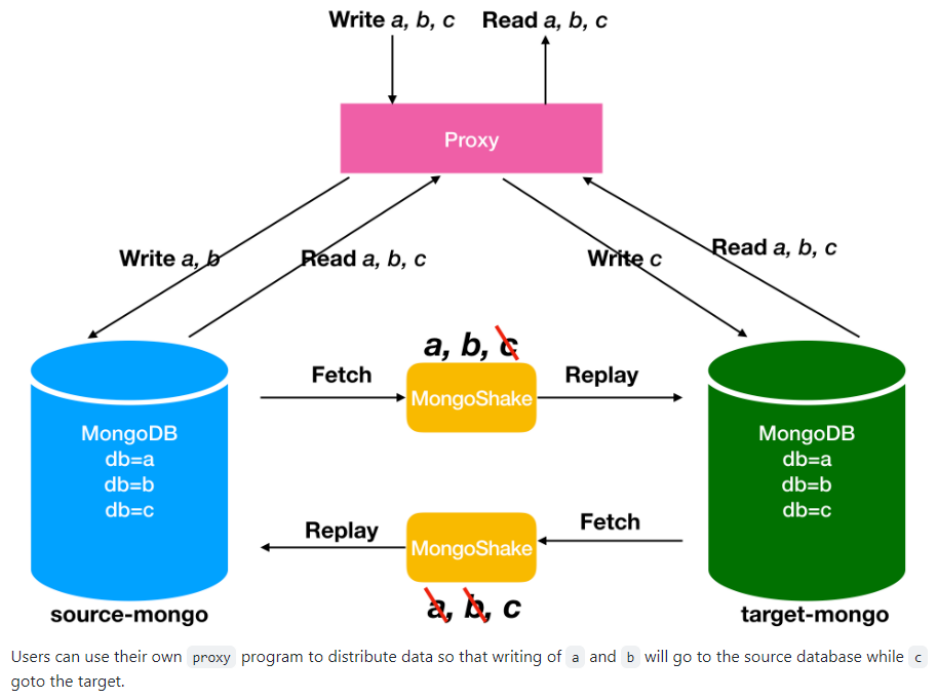 Write a, b, c Read a, b, c
Proxy
Write a, b
Read a, b, c
Write c
Read a, b, c
a, b, c
Fetch
MongoShake
Replay
MongoDB
db=a
db=b
db=c
MongoDB
db=a
db=b
db=c
Replay
MongoShake
Fetch
a, b, c
source-mongo
target-mongo
Users can use their own proxy program to distribute data so that writing of a and b will go to the source database while c
goto the target.